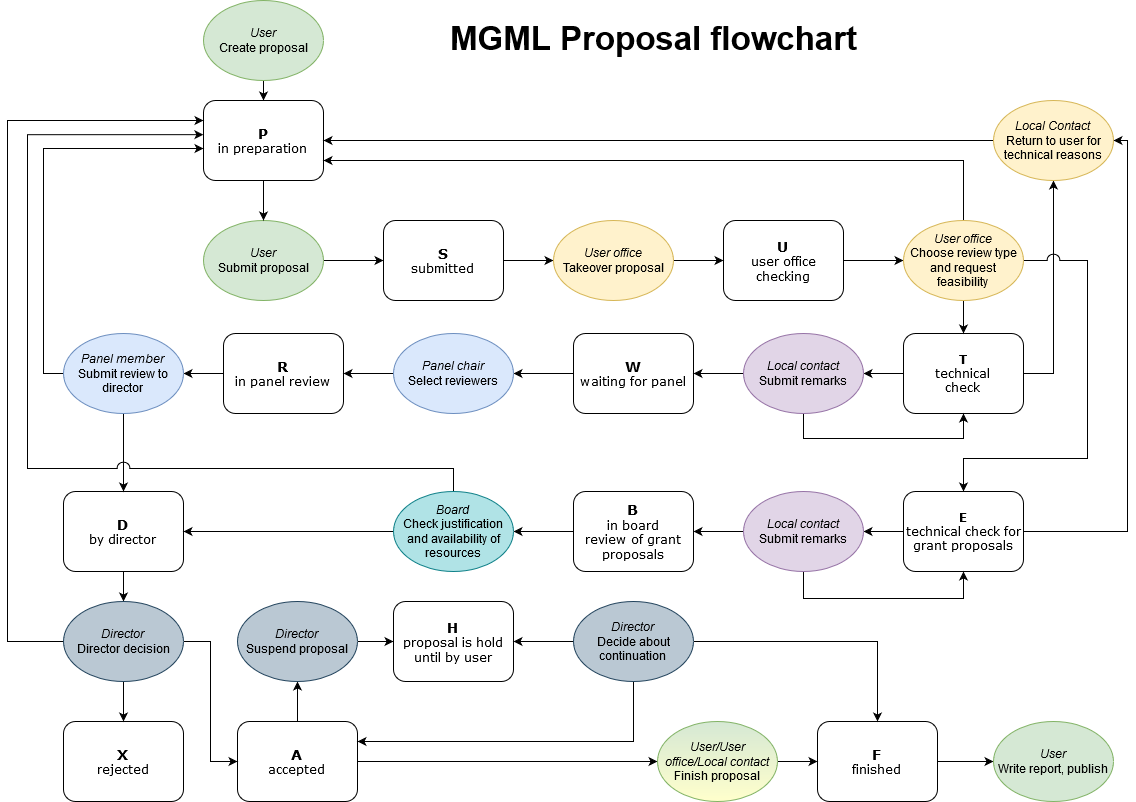 MGML Proposal flowchart
User
Create proposal
P
in preparation
Local Contact
Return to user for
technical reasons
User
Submit proposal
S
submitted
User office
Takeover proposal
U
user office
checking
User office
Choose review type
and request
feasibility
Panel member
Submit review to
director
R
in panel review
Panel chair
Select reviewers
W
waiting for panel
Local contact
Submit remarks
T
technical
check
D
by director
Board
Check justification
and availability of
resources
B
in board
review of grant
proposals
Local contact
Submit remarks
E
technical check for
grant proposals
Director
Director decision
Director
Suspend proposal
H
proposal is hold
until by user
Director
Decide about
continuation
X
rejected
A
accepted
User/User
office/Local contact
Finish proposal
F
finished
User
Write report, publish